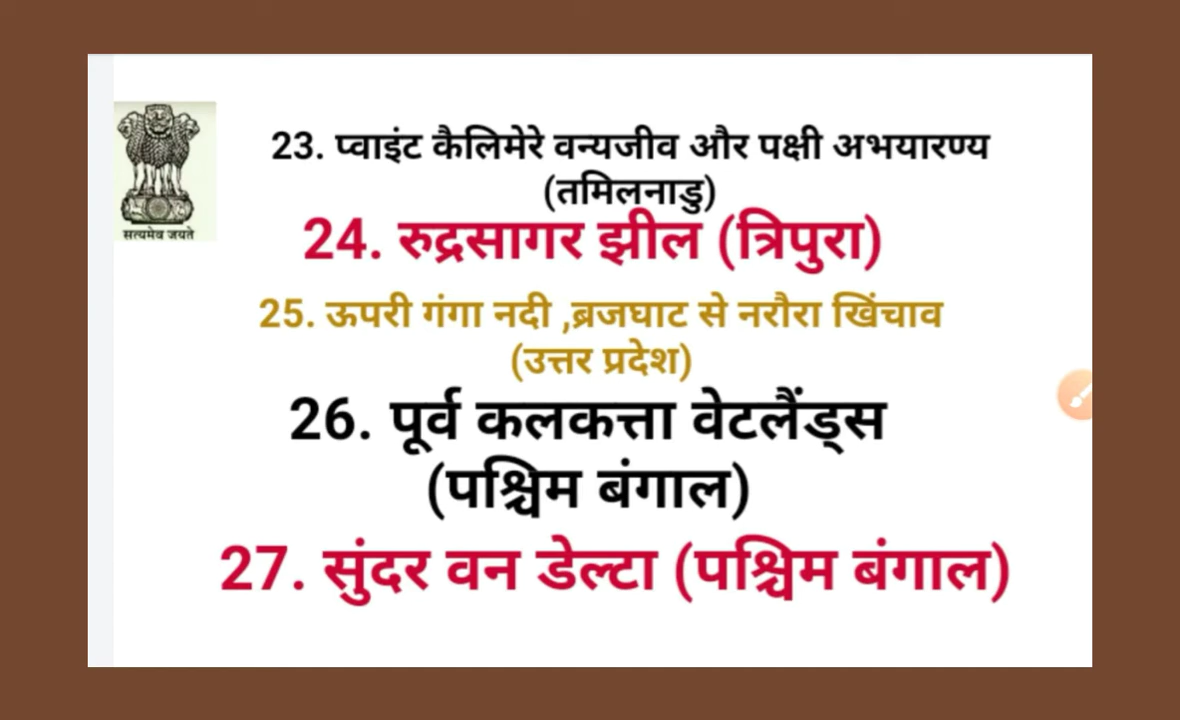 सत्यमेव जयते
23. प्वाइंट कैलिमेरे वन्यजीव और पक्षी अभयारण्य
(तमिलनाडु)
24. रुद्रसागर झील (त्रिपुरा)
25. ऊपरी गंगा नदी ,ब्रजघाट से नरौरा खिंचाव
(उत्तर प्रदेश)
26. पूर्व कलकत्ता वेटलैंड्स
(पश्चिम बंगाल)
27. सुंदर वन डेल्टा (पश्चिम बंगाल)